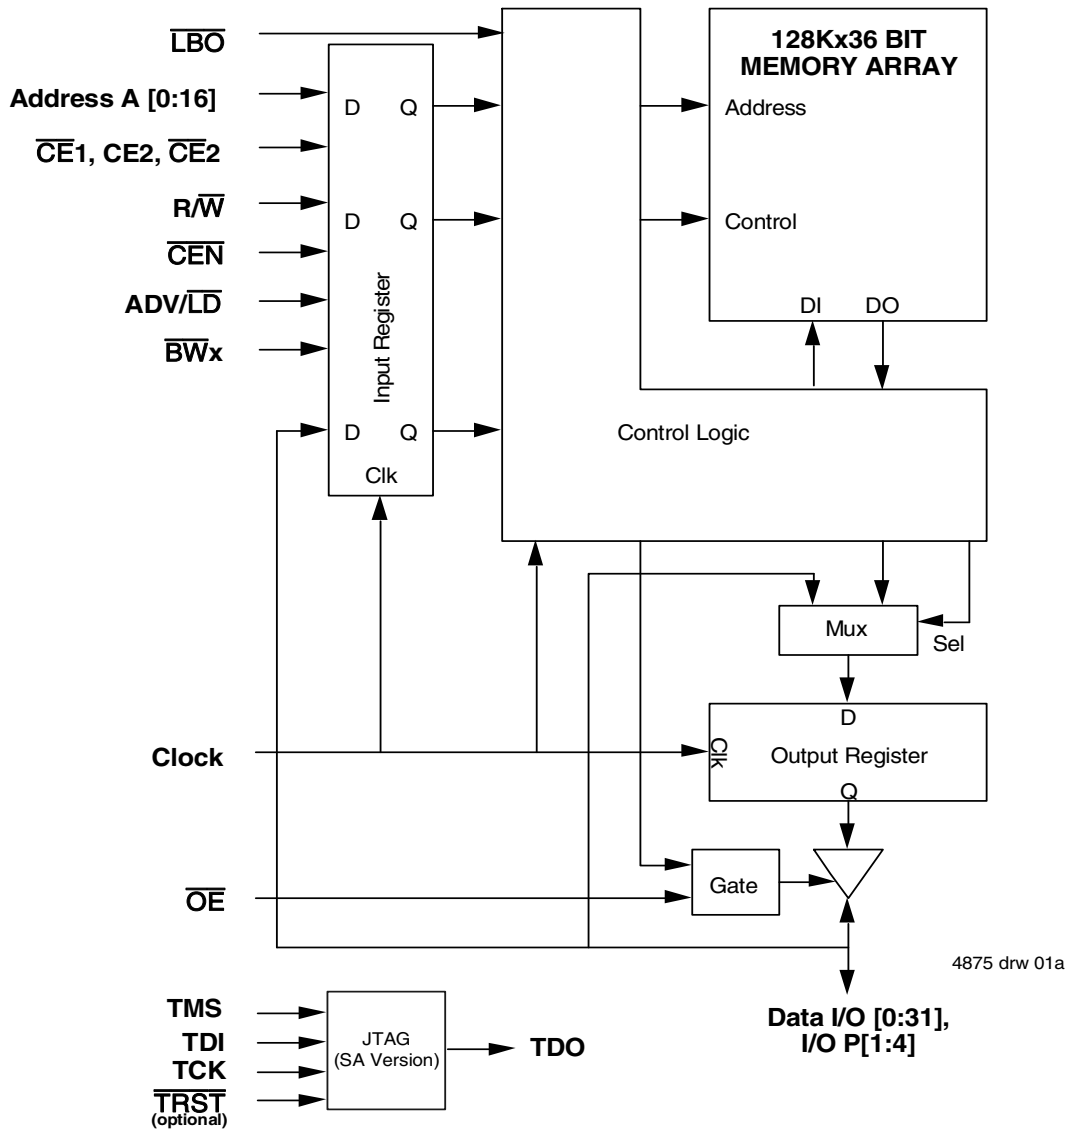 LBO
128Kx36 BIT
MEMORY ARRAY
Address A [0:16]
D Q
Address
CE1, CE2, CE2
R/W
D Q
Control
CEN
Input Register
ADV/LD
DI DO
BWx
D Q
Control Logic
Clk
Mux
Sel
D
Clock
Clk
Output Register
Q
Gate
OE
4875 drw 01a
TMS
Data I/O [0:31],
I/O P[1:4]
TDI
JTAG
(SA Version)
TDO
TCK
TRST
(optional)